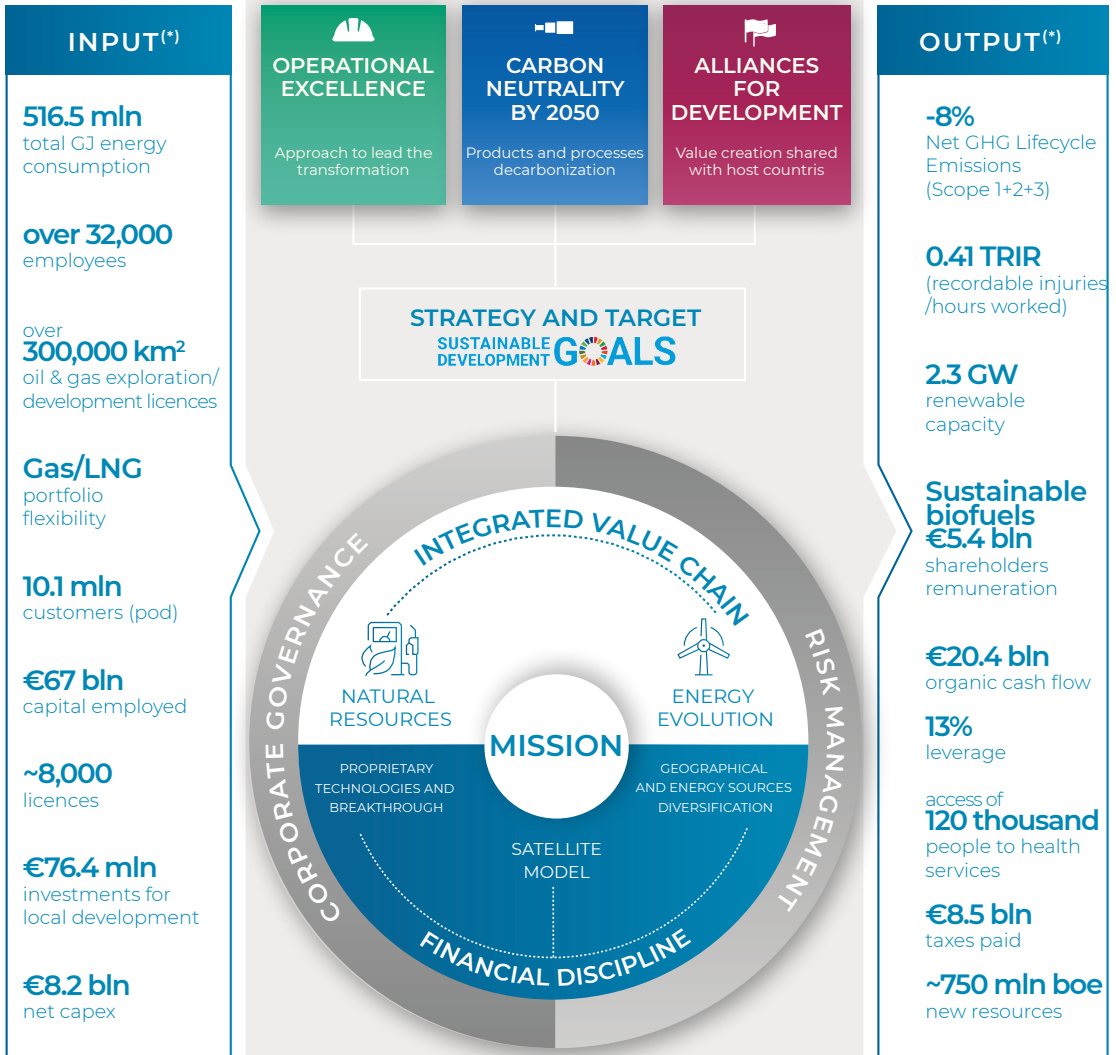 INPUT(*)
516.5 mln
total GJ energy
consumption
over 32,000
employees
over
300,000 km²
oil & gas exploration/
development licences
Gas/LNG
portfolio
flexibility
10.1 mln
customers (pod)
€67 bln
capital employed
~8,000
licences
€76.4 mln
investments for
local development
€8.2 bln
net capex
OPERATIONAL
EXCELLENCE
Approach to lead the
transformation
CARBON
NEUTRALITY
BY 2050
Products and processes
decarbonization
ALLIANCES
FOR
DEVELOPMENT
Value creation shared
with host countris
STRATEGY AND TARGET
SUSTAINABLE
DEVELOPMENT
GOALS
CORPORATE GOVERNANCE
RISK MANAGEMENT
INTEGRATED VALUE CHAIN
NATURAL
RESOURCES
ENERGY
EVOLUTION
MISSION
PROPRIETARY
TECHNOLOGIES AND
BREAKTHROUGH
GEOGRAPHICAL
AND ENERGY SOURCES
DIVERSIFICATION
SATELLITE
MODEL
FINANCIAL DISCIPLINE
OUTPUT(*)
-8%
Net GHG Lifecycle
Emissions
(Scope 1+2+3)
0.41 TRIR
(recordable injuries
/hours worked)
2.3 GW
renewable
capacity
Sustainable
biofuels
€5.4 bln
shareholders
remuneration
€20.4 bln
organic cash flow
13%
leverage
access of
120 thousand
people to health
services
€8.5 bln
taxes paid
~750 mln boe
new resources